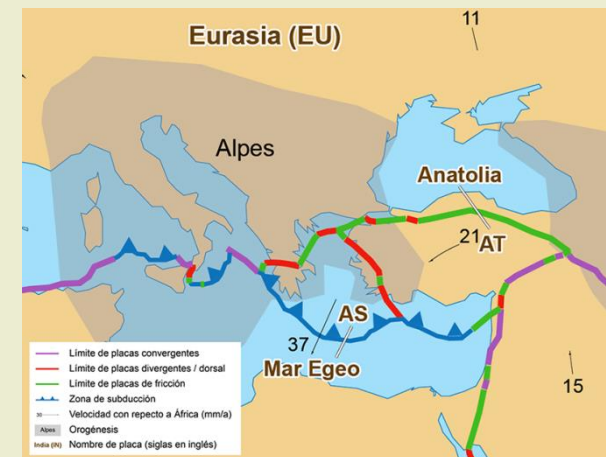 Eurasia (EU)
11
Alpes
Anatolia
21
AT
AS
37
Mar Egeo
15
Límite de placas convergentes
Límite de placas divergentes / dorsal
Límite de placas de fricción
Zona de subducción
30 Velocidad con repecto a África (mm/a)
Alpes Orogénesis
India (IN) Nombre de placa (siglas en inglés)